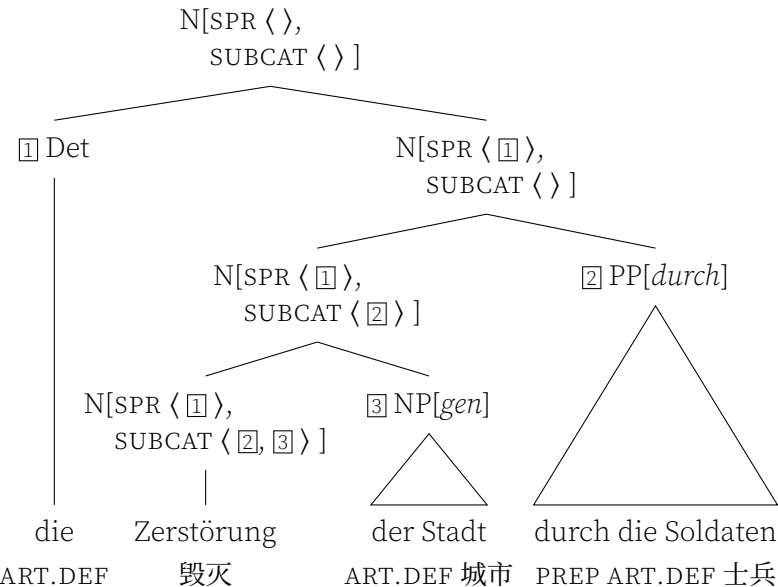 N[SPR ⟨ ⟩,
SUBCAT ⟨ ⟩ ]
1 Det
N[SPR ⟨ 1 ⟩,
SUBCAT ⟨ ⟩ ]
N[SPR ⟨ 1 ⟩,
SUBCAT ⟨ 2 ⟩ ]
2 PP[durch]
N[SPR ⟨ 1 ⟩,
SUBCAT ⟨ 2, 3 ⟩ ]
3 NP[gen]
die Zerstörung der Stadt durch die Soldaten
ART.DEF 毁灭 ART.DEF 城市 PREP ART.DEF 士兵